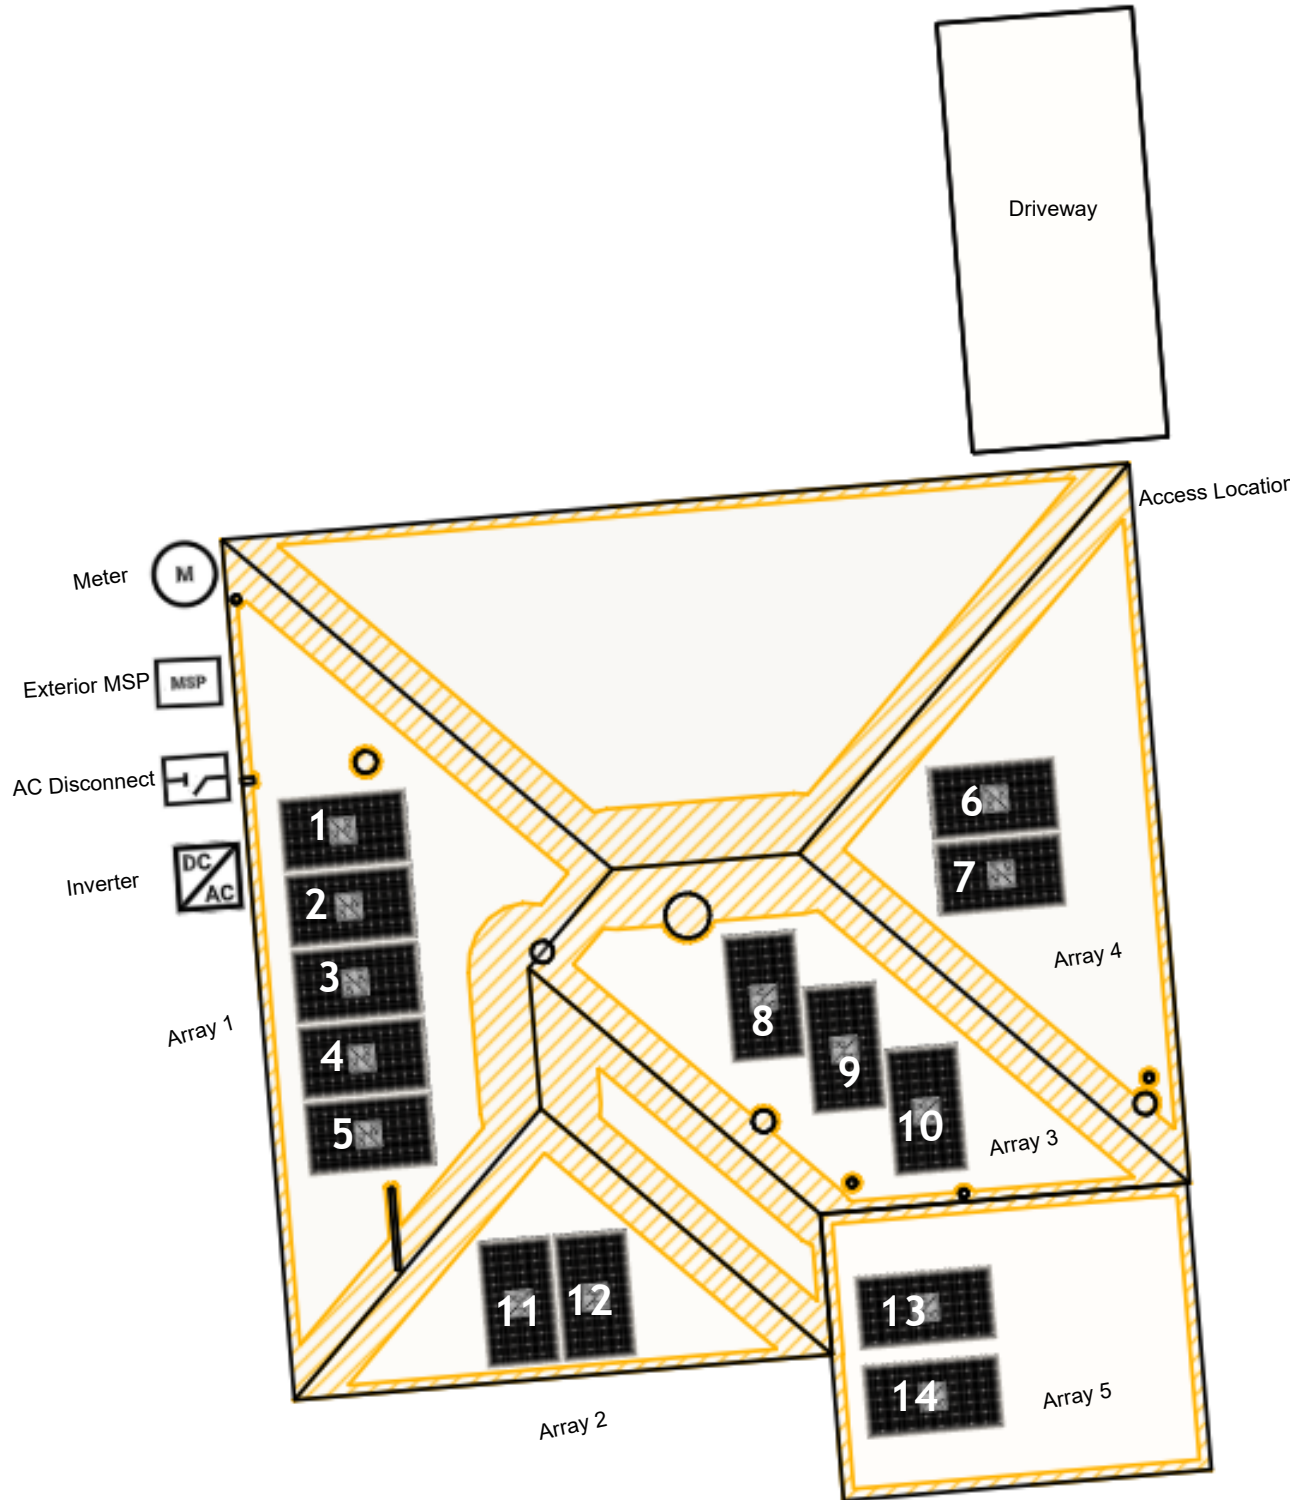 Driveway
Access Location
Meter
M
Exterior MSP
MSP
AC Disconnect
Inverter
DC
AC
1
2
3
4
5
6
7
8
9
10
11
12
13
14
Array 1
Array 4
Array 3
Array 5
Array 2